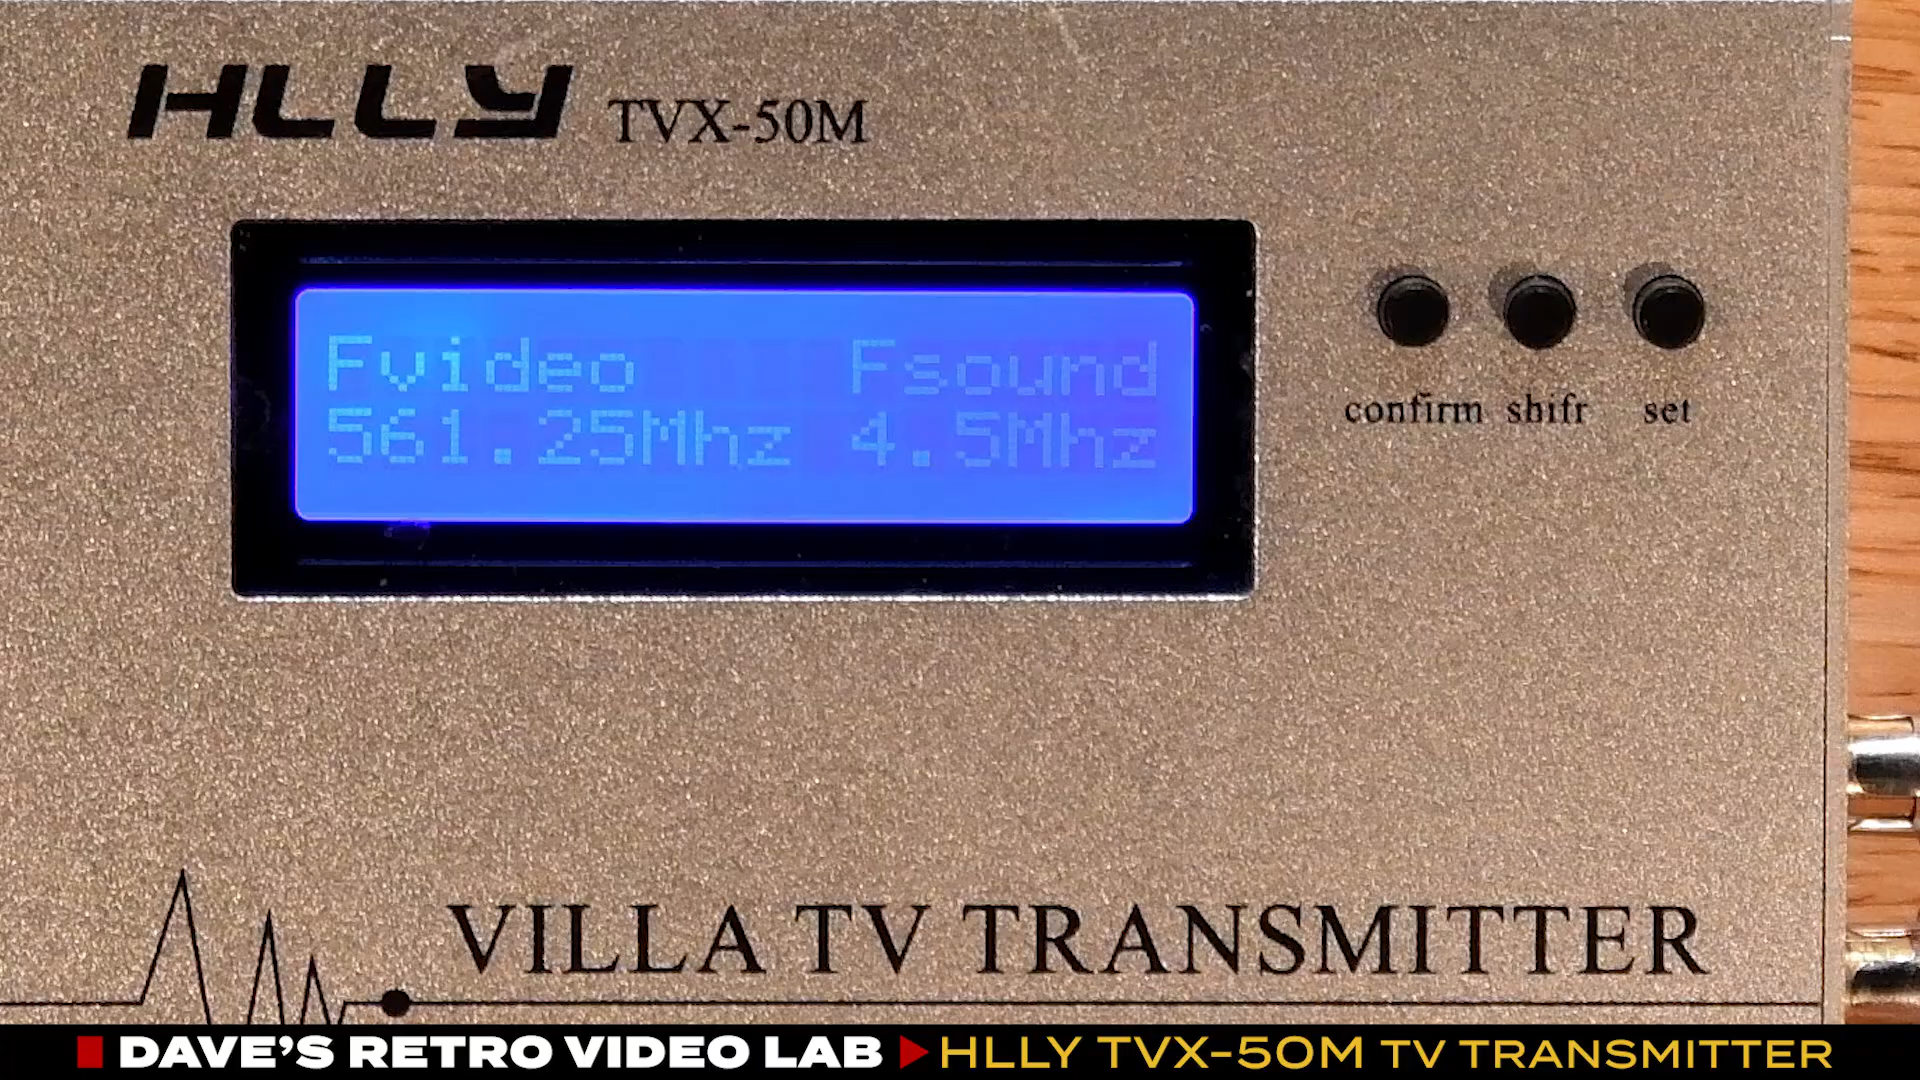 HLLY TVX-50M
Fvideo Fsound
561.25Mhz 4.5Mhz
confirm shifr set
VILLA TV TRANSMITTER
DAVE'S RETRO VIDEO LAB HLLY TVX-50M TV TRANSMITTER